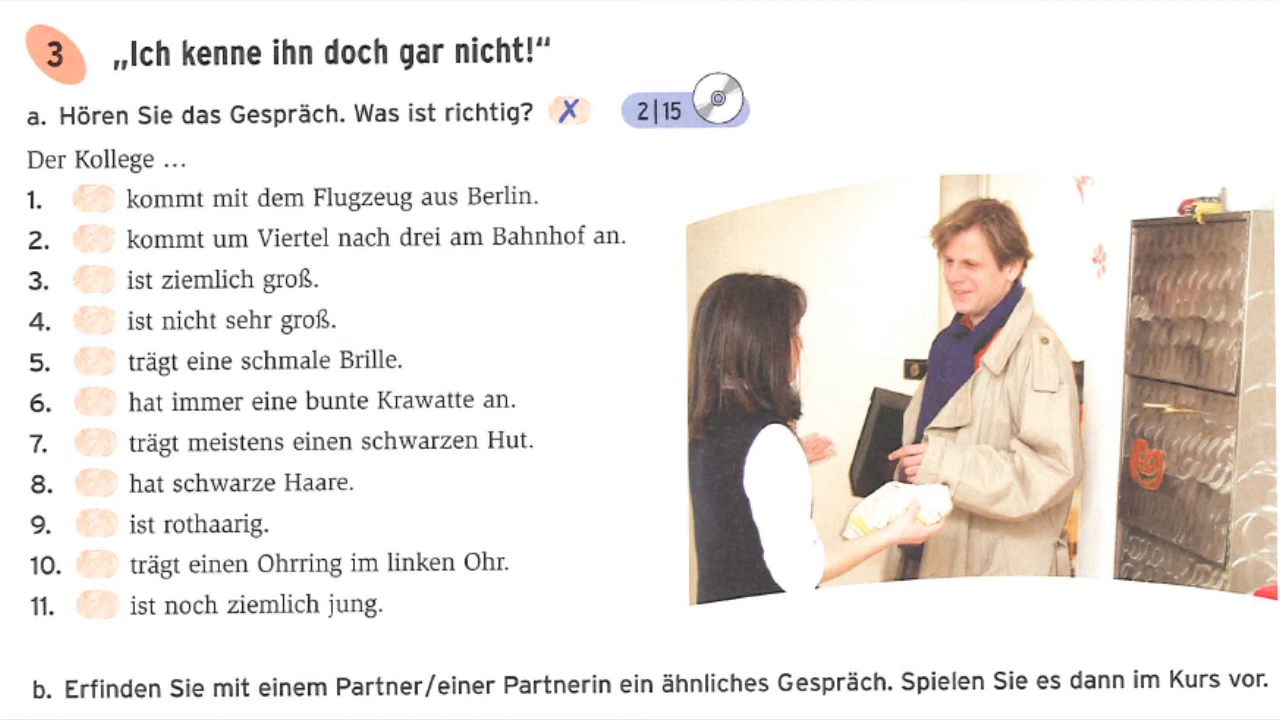 3 „Ich kenne ihn doch gar nicht!“
a. Hören Sie das Gespräch. Was ist richtig? X 2|15
Der Kollege ...
1. kommt mit dem Flugzeug aus Berlin.
2. kommt um Viertel nach drei am Bahnhof an.
3. ist ziemlich groß.
4. ist nicht sehr groß.
5. trägt eine schmale Brille.
6. hat immer eine bunte Krawatte an.
7. trägt meistens einen schwarzen Hut.
8. hat schwarze Haare.
9. ist rothaarig.
10. trägt einen Ohrring im linken Ohr.
11. ist noch ziemlich jung.
b. Erfinden Sie mit einem Partner/einer Partnerin ein ähnliches Gespräch. Spielen Sie es dann im Kurs vor.